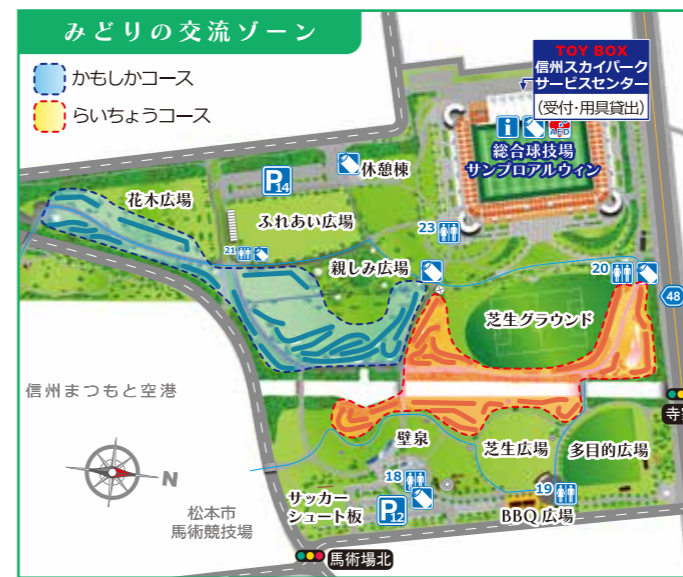 みどりの交流ゾーン
かもしかコース
らいちょうコース
TOY BOX
信州スカイパーク
サービスセンター
(受付・用具貸出)
i
AED
総合球技場
サンプロアルウィン
P14
休憩棟
花木広場
ふれあい広場
23
21
親しみ広場
20
48
芝生グラウンド
信州まつもと空港
壁泉
芝生広場
多目的広場
N
18
サッカー
シュート板
P12
19
BBQ広場
松本市
馬術競技場
馬術場北